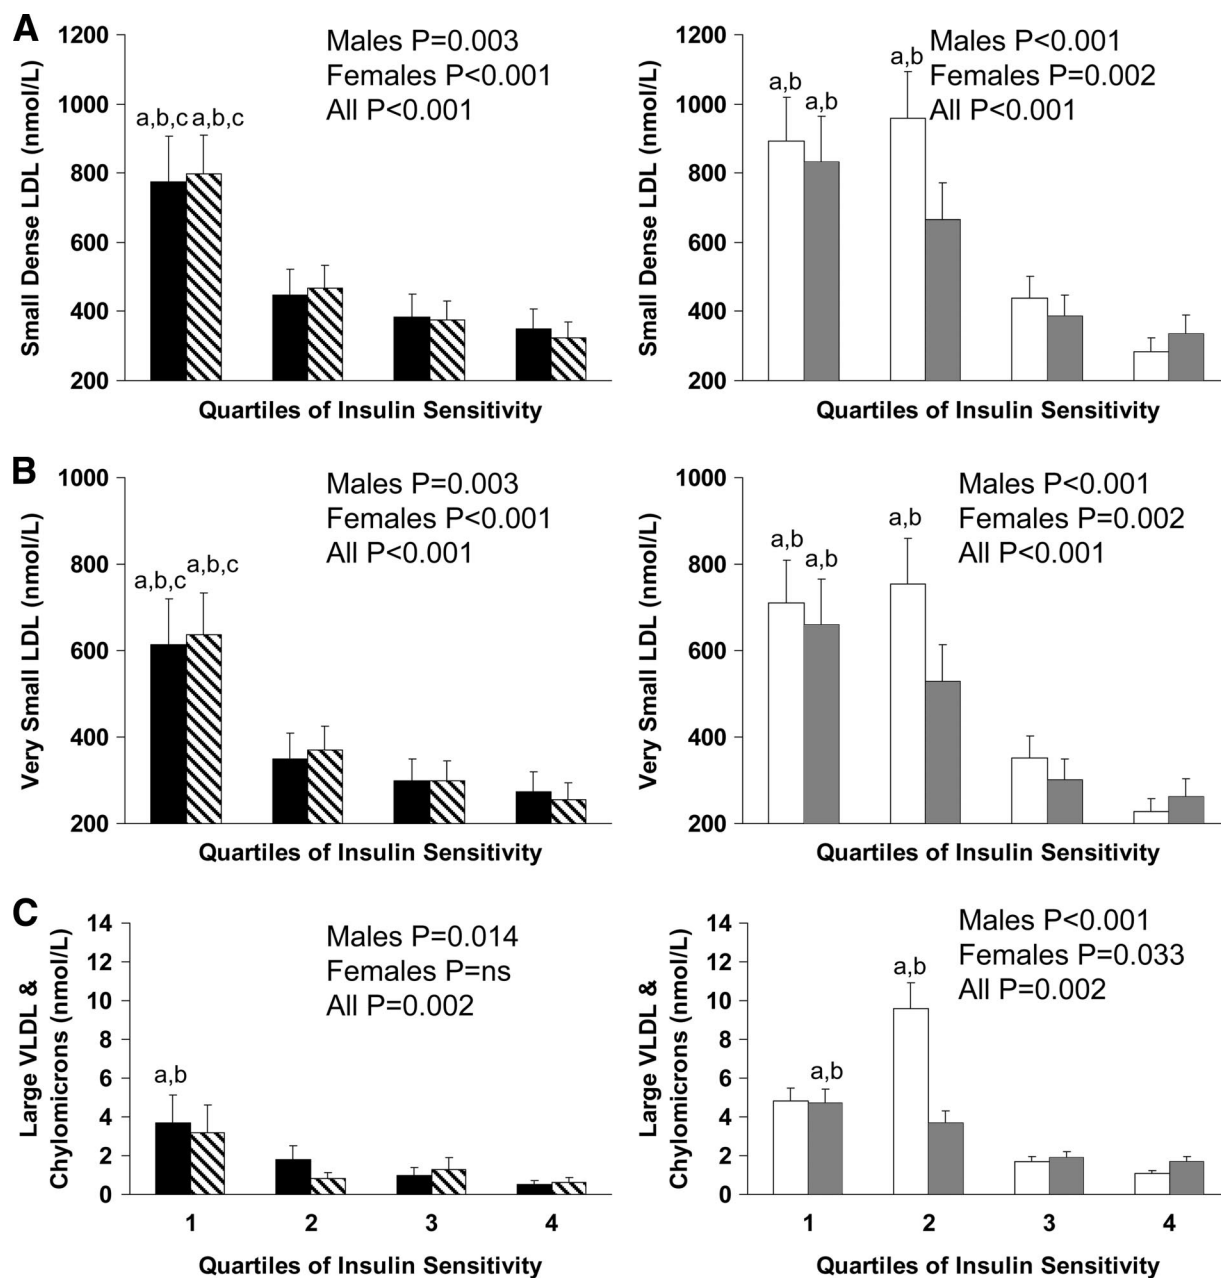 A
Small Dense LDL (nmol/L)
1200
1000
800
600
400
200
Males P=0.003
Females P<0.001
All P<0.001
a,b,c a,b,c
Quartiles of Insulin Sensitivity
Small Dense LDL (nmol/L)
1200
1000
800
600
400
200
Males P<0.001
Females P=0.002
All P<0.001
a,b
a,b
a,b
Quartiles of Insulin Sensitivity
B
Very Small LDL (nmol/L)
1000
800
600
400
200
Males P=0.003
Females P<0.001
All P<0.001
a,b,c
a,b,c
Quartiles of Insulin Sensitivity
Very Small LDL (nmol/L)
1000
800
600
400
200
Males P<0.001
Females P=0.002
All P<0.001
a,b
a,b
a,b
Quartiles of Insulin Sensitivity
C
Large VLDL &
Chylomicrons (nmol/L)
14
12
10
8
6
4
2
0
Males P=0.014
Females P=ns
All P=0.002
a,b
1 2 3 4
Quartiles of Insulin Sensitivity
Large VLDL &
Chylomicrons (nmol/L)
14
12
10
8
6
4
2
0
Males P<0.001
Females P=0.033
All P=0.002
a,b
a,b
1 2 3 4
Quartiles of Insulin Sensitivity